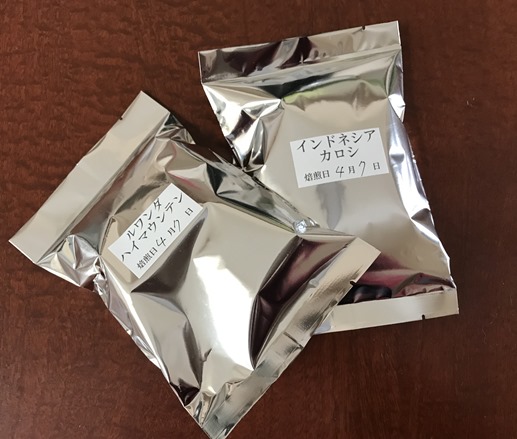 インドネシア
カロシ
焙煎日 4月7日
ルワンダ
ハイマウンテン
焙煎日 4月7日